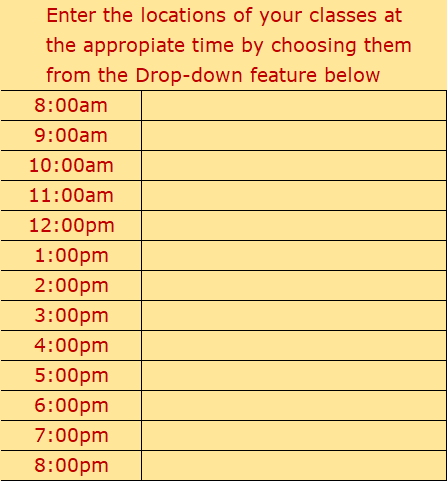 Enter the locations of your classes at
the appropiate time by choosing them
from the Drop-down feature below
8:00am
9:00am
10:00am
11:00am
12:00pm
1:00pm
2:00pm
3:00pm
4:00pm
5:00pm
6:00pm
7:00pm
8:00pm